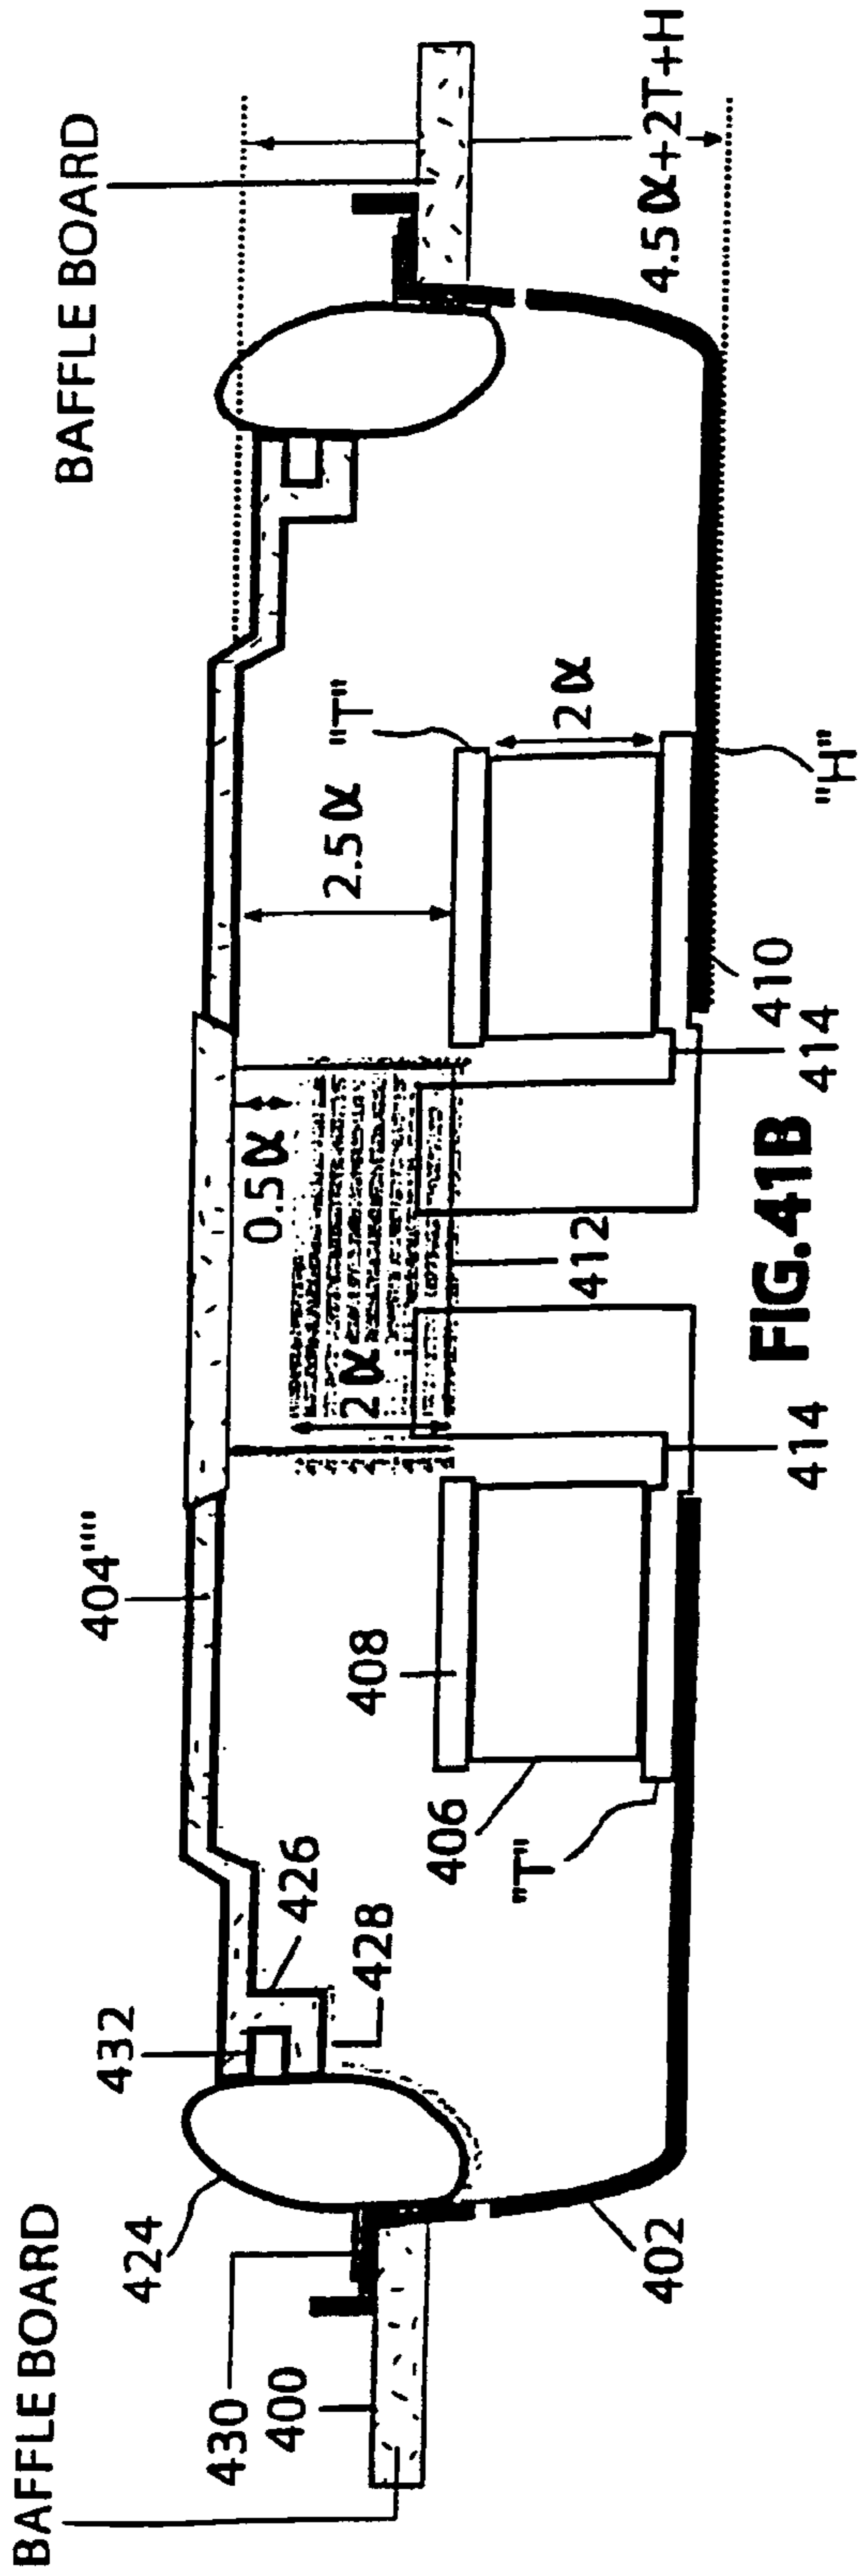 BAFFLE BOARD
BAFFLE BOARD
424
432
404""
430
400
426
428
408
406
"T"
402
2α
0.5α
2.5α
"T"
2α
4.5α+2T+H
412
414
414
410
"H"
FIG.41B